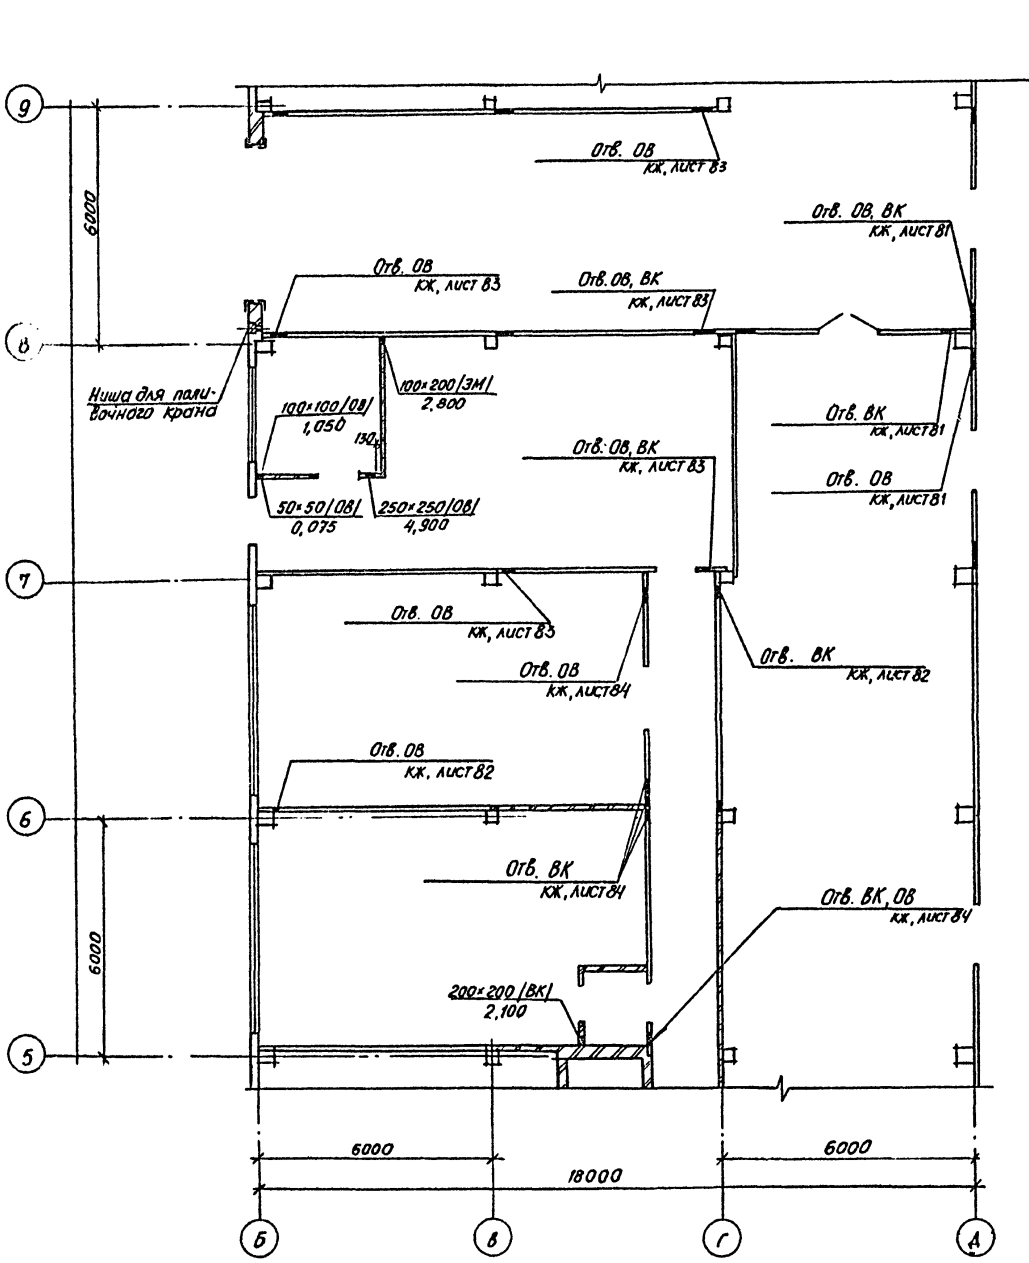 9
Отв. ОВ
КЖ, лист 83
6000
Отв. ОВ, ВК
КЖ, лист 81
Отв. ОВ
КЖ, лист 83
Отв. ОВ, ВК
КЖ, лист 83
8
Ниша для поли-
вочного крана
100×200/ЭМ/
2,800
100×100/ОВ/
1,050
130
Отв. ВК
КЖ, лист 81
Отв. ОВ, ВК
КЖ, лист 83
Отв. ОВ
КЖ, лист 81
50×50/ОВ/
0,075
250×250/ОВ/
4,900
7
Отв. ОВ
КЖ, лист 83
Отв. ВК
КЖ, лист 82
Отв. ОВ
КЖ, лист 84
Отв. ОВ
КЖ, лист 82
6
Отв. ВК
КЖ, лист 84
Отв. ВК, ОВ
КЖ, лист 84
6000
200×200/ВК/
2,100
5
6000
6000
18000
Б
В
Г
Д